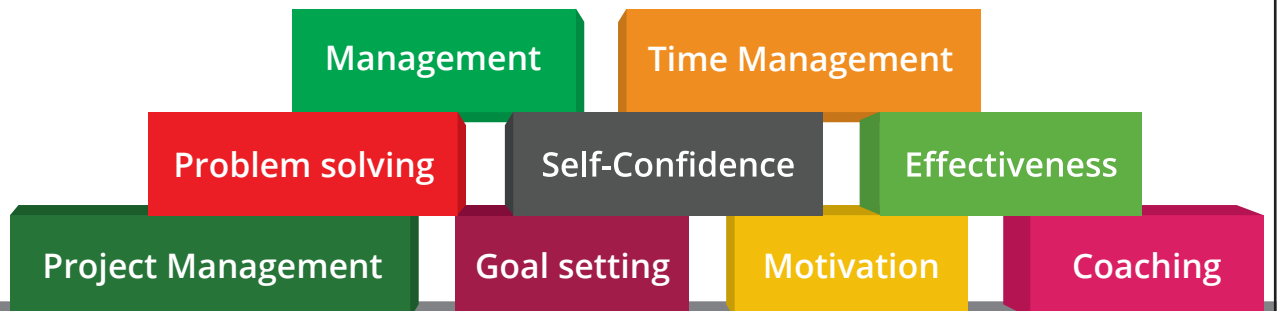 Management
Time Management
Problem solving
Self-Confidence
Effectiveness
Project Management
Goal setting
Motivation
Coaching